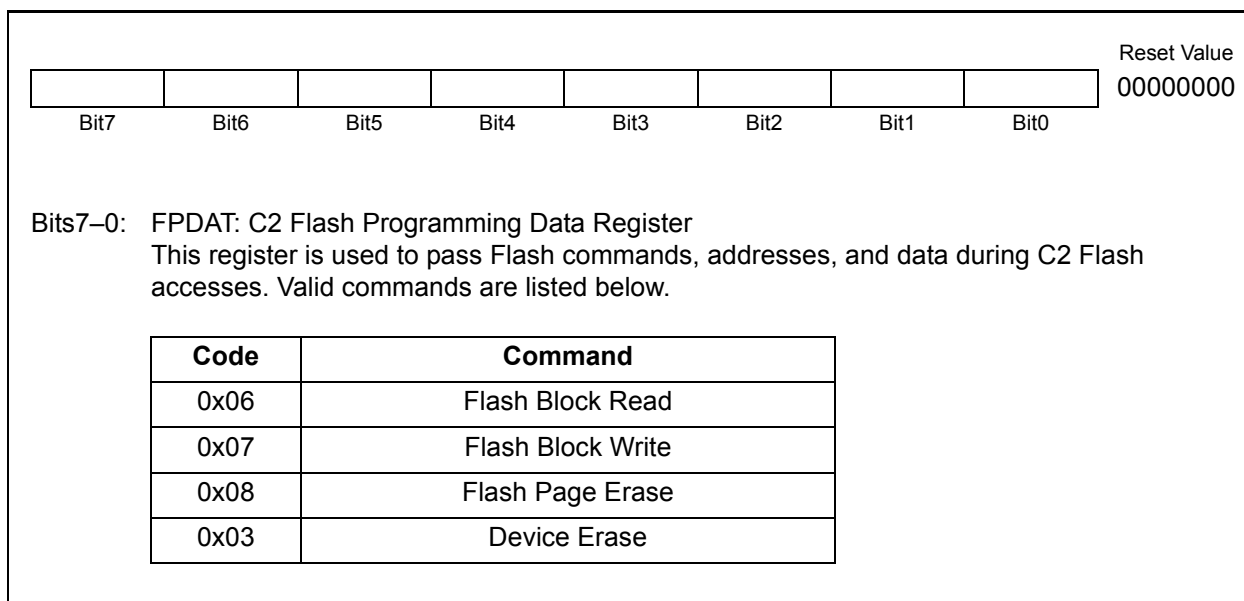 Reset Value
00000000
Bit7 Bit6 Bit5 Bit4 Bit3 Bit2 Bit1 Bit0
Bits7–0: FPDAT: C2 Flash Programming Data Register
This register is used to pass Flash commands, addresses, and data during C2 Flash
accesses. Valid commands are listed below.
Code Command
0x06 Flash Block Read
0x07 Flash Block Write
0x08 Flash Page Erase
0x03 Device Erase